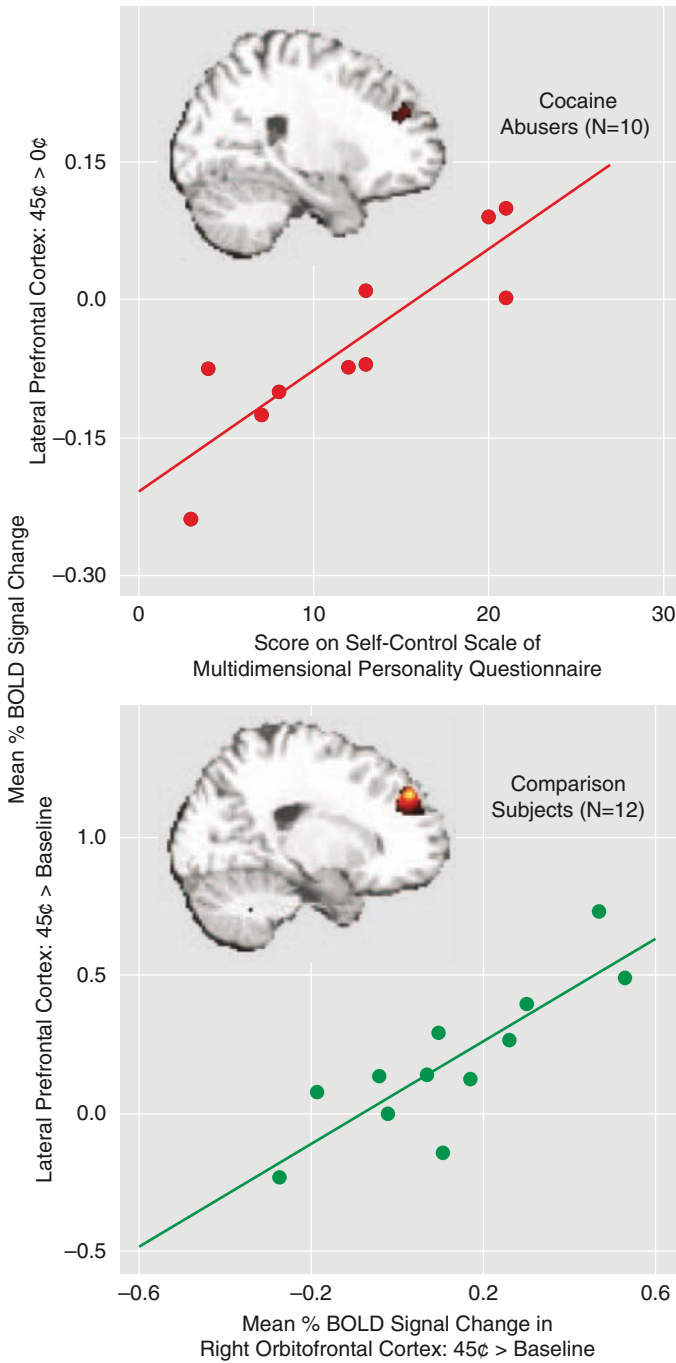 Mean % BOLD Signal Change
Lateral Prefrontal Cortex: 45¢ > 0¢
Cocaine
Abusers (N=10)
0.15
0.0
–0.15
–0.30
0
10
20
30
Score on Self-Control Scale of
Multidimensional Personality Questionnaire
Lateral Prefrontal Cortex: 45¢ > Baseline
Comparison
Subjects (N=12)
1.0
0.5
0.0
–0.5
–0.6
–0.2
0.2
0.6
Mean % BOLD Signal Change in
Right Orbitofrontal Cortex: 45¢ > Baseline